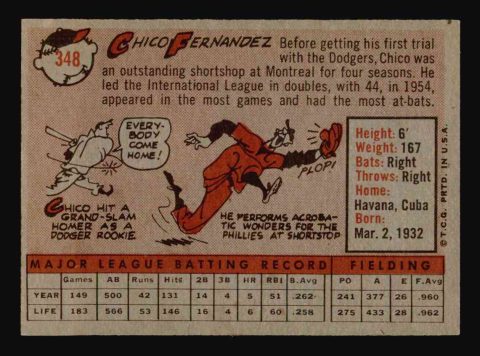 348
CHICO FERNANDEZ
Before getting his first trial
with the Dodgers, Chico was
an outstanding shortshop at Montreal for four seasons. He
led the International League in doubles, with 44, in 1954,
appeared in the most games and had the most at-bats.
EVERY-
BODY
COME
HOME!
CHICO HIT A
GRAND-SLAM
HOMER AS A
DODGER ROOKIE.
PLOP!
HE PERFORMS ACROBA-
TIC WONDERS FOR THE
PHILLIES AT SHORTSTOP
Height: 6'
Weight: 167
Bats: Right
Throws: Right
Home:
Havana, Cuba
Born:
Mar. 2, 1932
© T.C.G. PRTD. IN U.S.A.
MAJOR LEAGUE BATTING RECORD FIELDING
Games AB Runs Hits 2B 3B HR RBI B.Avg PO A E F.Avg
YEAR 149 500 42 131 14 4 5 51 .262 241 377 26 .960
LIFE 183 566 53 146 16 4 6 60 .258 275 433 28 .962